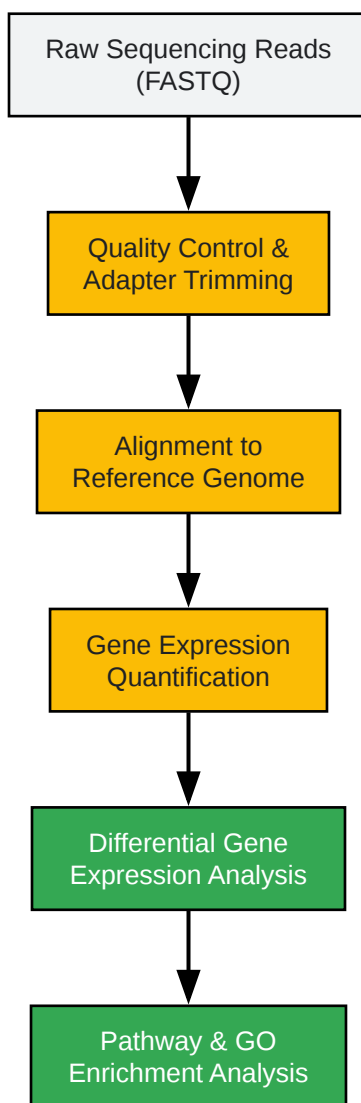 Raw Sequencing Reads
(FASTQ)
Quality Control &
Adapter Trimming
Alignment to
Reference Genome
Gene Expression
Quantification
Differential Gene
Expression Analysis
Pathway & GO
Enrichment Analysis